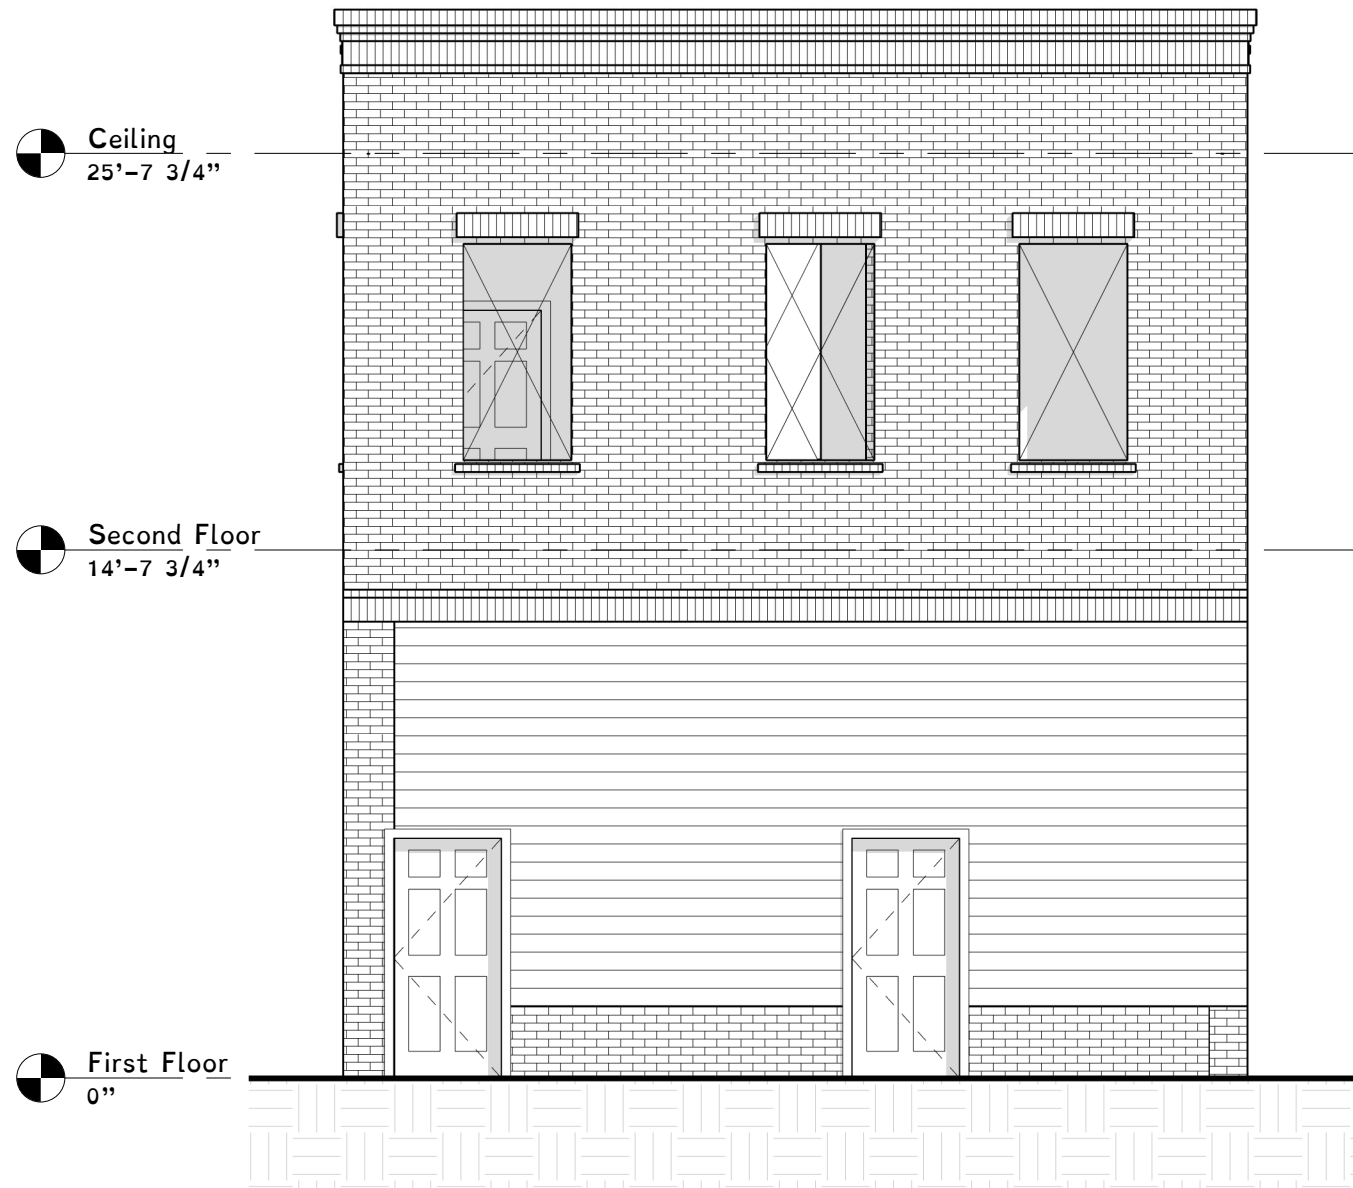 Ceiling
25’–7 3/4”
Second Floor
14’–7 3/4”
First Floor
0”